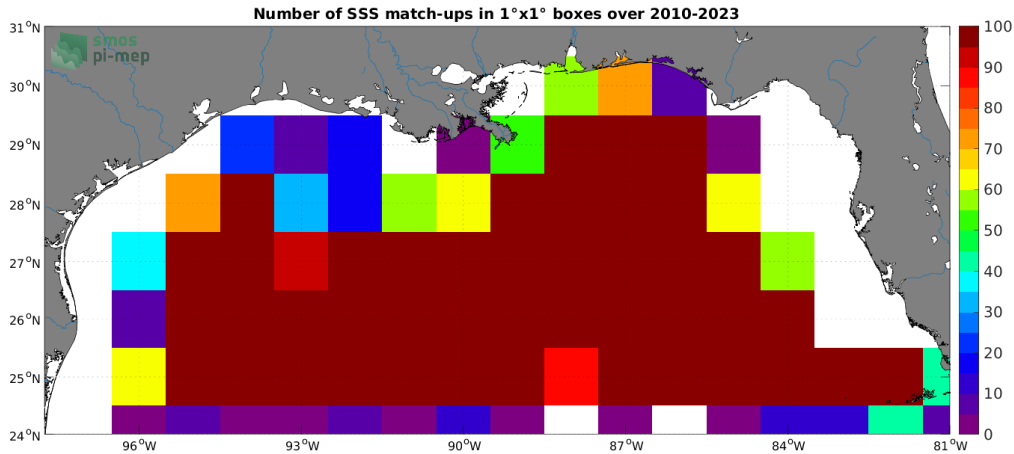 Number of SSS match-ups in 1°x1° boxes over 2010-2023
smos
pi-mep
31°N
30°N
29°N
28°N
27°N
26°N
25°N
24°N
96°W
93°W
90°W
87°W
84°W
81°W
100
90
80
70
60
50
40
30
20
10
0